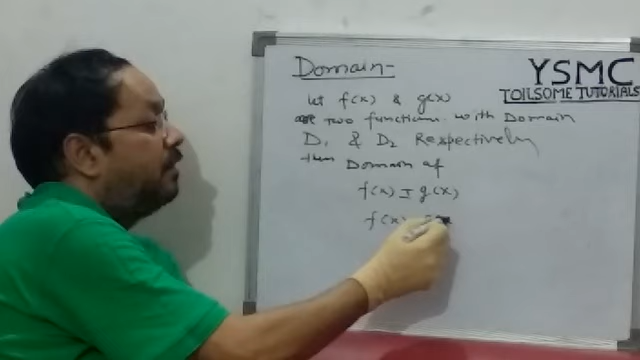 Domain-
YSMC
TOILSOME TUTORIALS
Let f(x) & g(x)
are two functions with Domain
D1 & D2 Respectively
then Domain of
f(x) ± g(x)
f(x)